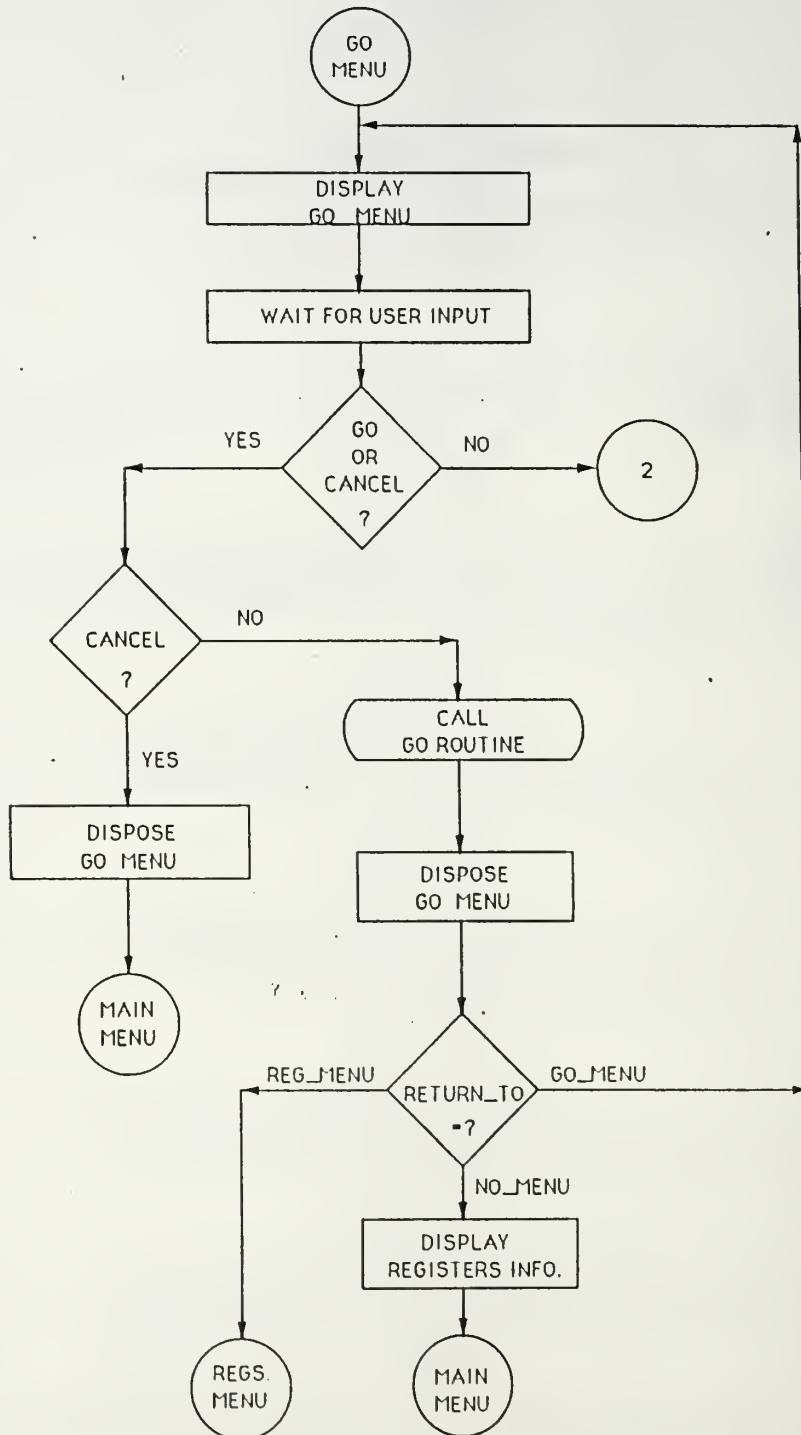 GO
MENU
DISPLAY
GO_MENU
WAIT FOR USER INPUT
YES
GO
OR
CANCEL
?
NO
2
CANCEL
?
NO
YES
CALL
GO ROUTINE
DISPOSE
GO MENU
DISPOSE
GO MENU
MAIN
MENU
REG_MENU
RETURN_TO
=?
GO_MENU
NO_MENU
DISPLAY
REGISTERS INFO.
REGS.
MENU
MAIN
MENU